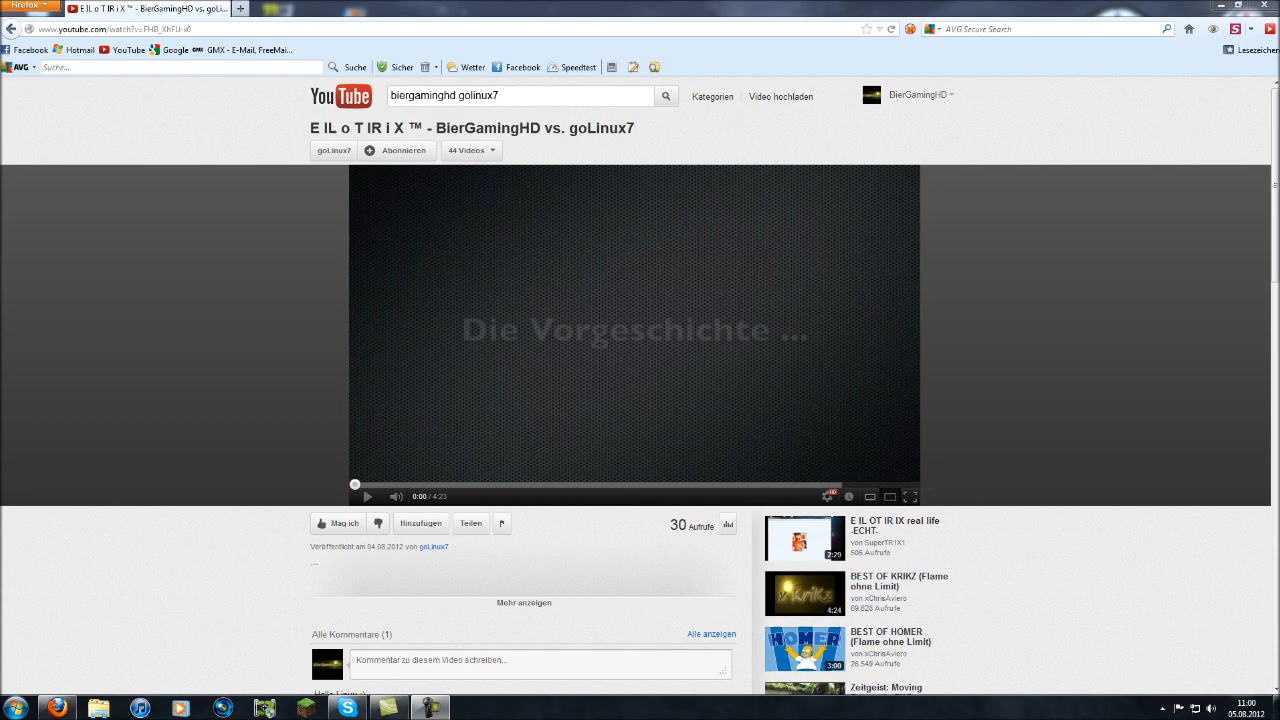 Firefox
E IL o T IR i X ™ - BierGamingHD vs. goLi...
www.youtube.com/watch?v=FHB_XhFU-x0
AVG Secure Search
Facebook Hotmail YouTube Google GMX - E-Mail, FreeMai...
Lesezeichen
AVG Suche... Suche Sicher Wetter Facebook Speedtest
YouTube biergaminghd golinux7 Kategorien Video hochladen BierGamingHD
E IL o T IR i X ™ - BierGamingHD vs. goLinux7
goLinux7 Abonnieren 44 Videos
Die Vorgeschichte ...
0:00 / 4:23
HD
Mag ich Hinzufügen Teilen 30 Aufrufe
Veröffentlicht am 04.08.2012 von goLinux7
...
Mehr anzeigen
Alle Kommentare (1) Alle anzeigen
Kommentar zu diesem Video schreiben...
E IL OT IR IX real life
-ECHT-
von SuperTR1X1
506 Aufrufe
2:29
BEST OF KRIKZ (Flame
ohne Limit)
von xChrisAviero
69.628 Aufrufe
x KriKz
4:24
BEST OF HOMER
(Flame ohne Limit)
von xChrisAviero
26.549 Aufrufe
HOMER
3:00
Zeitgeist: Moving
11:00
05.08.2012